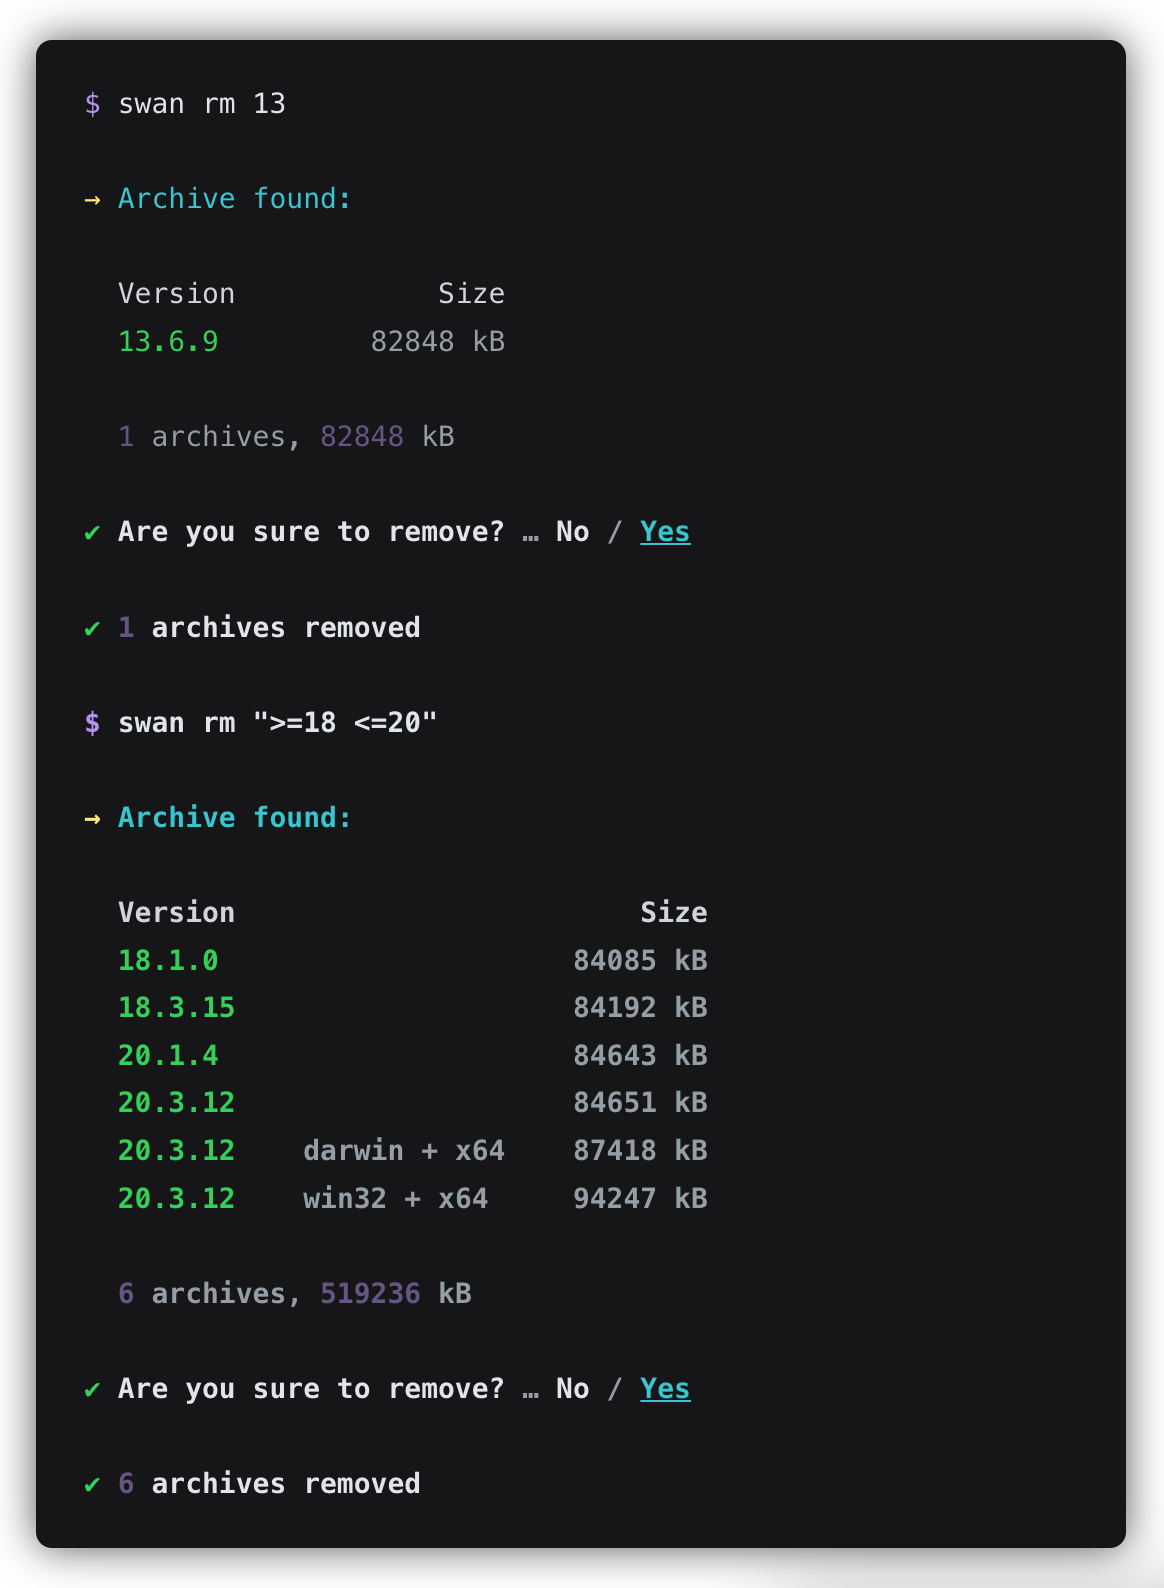 $ swan rm 13
→ Archive found:
Version Size
13.6.9 82848 kB
1 archives, 82848 kB
✔ Are you sure to remove? … No / Yes
✔ 1 archives removed
$ swan rm ">=18 <=20"
→ Archive found:
Version Size
18.1.0 84085 kB
18.3.15 84192 kB
20.1.4 84643 kB
20.3.12 84651 kB
20.3.12 darwin + x64 87418 kB
20.3.12 win32 + x64 94247 kB
6 archives, 519236 kB
✔ Are you sure to remove? … No / Yes
✔ 6 archives removed